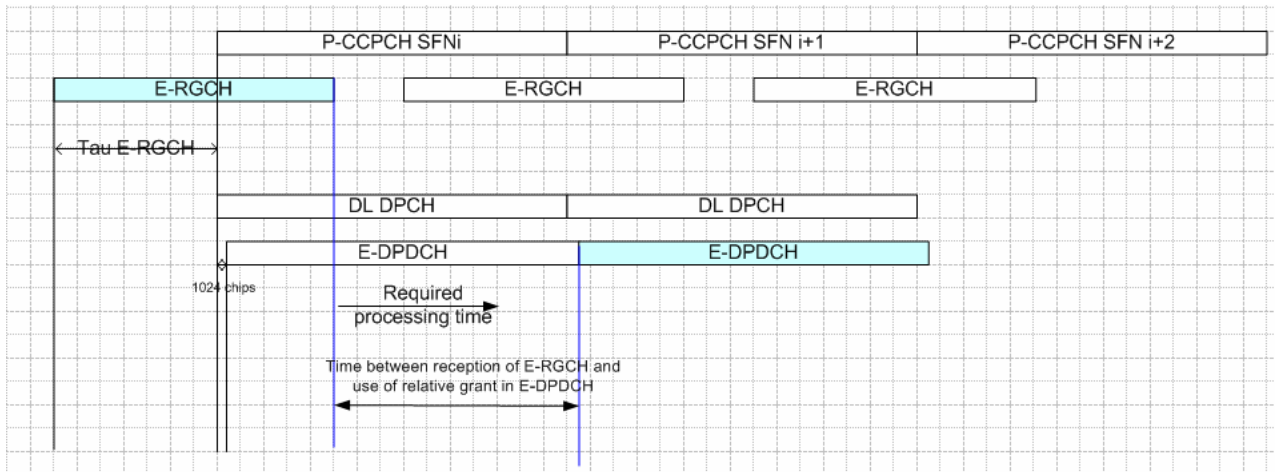 P-CCPCH SFNi
P-CCPCH SFN i+1
P-CCPCH SFN i+2
E-RGCH
E-RGCH
E-RGCH
Tau E-RGCH
DL DPCH
DL DPCH
E-DPDCH
E-DPDCH
1024 chips
Required
processing time
Time between reception of E-RGCH and
use of relative grant in E-DPDCH